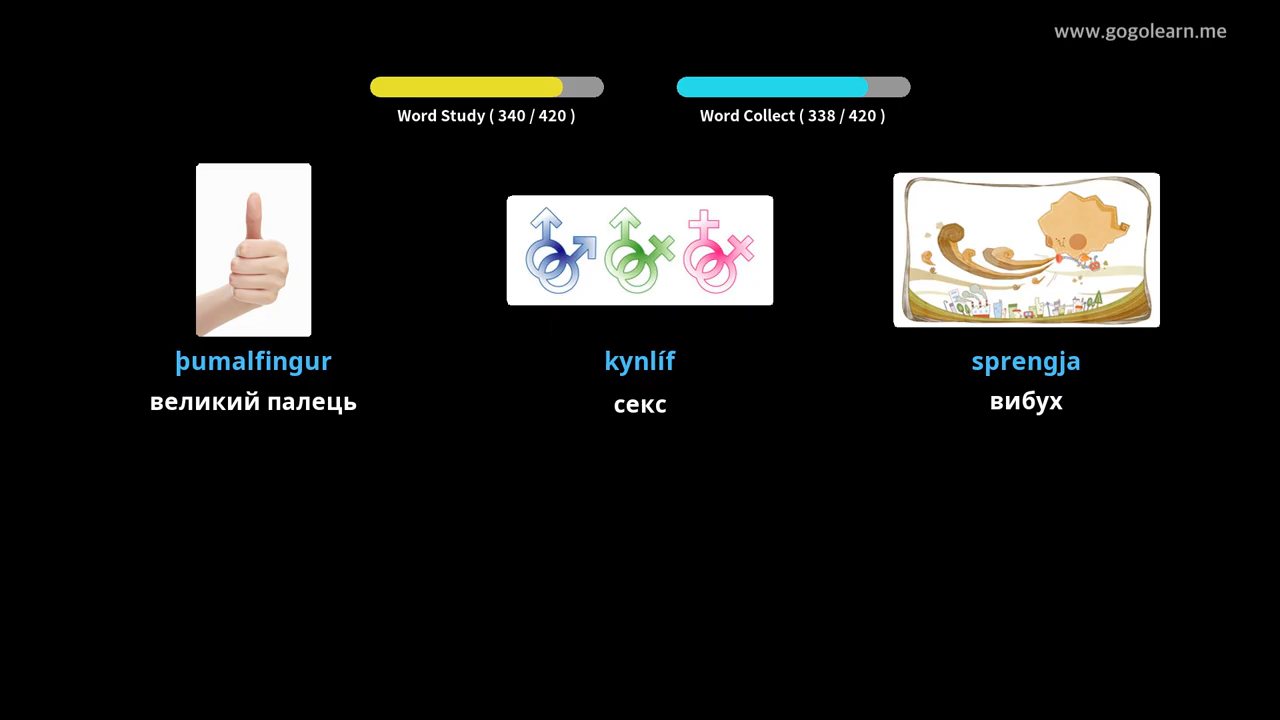 www.gogolearn.me
Word Study ( 340 / 420 )
Word Collect ( 338 / 420 )
þumalfingur
kynlíf
sprengja
великий палець
секс
вибух